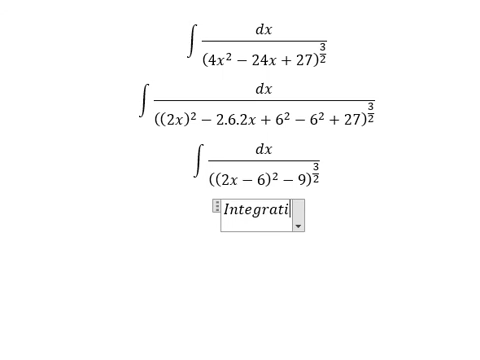 ∫ dx / (4x² − 24x + 27)^(3/2)
∫ dx / ((2x)² − 2.6.2x + 6² − 6² + 27)^(3/2)
∫ dx / ((2x − 6)² − 9)^(3/2)
Integrati